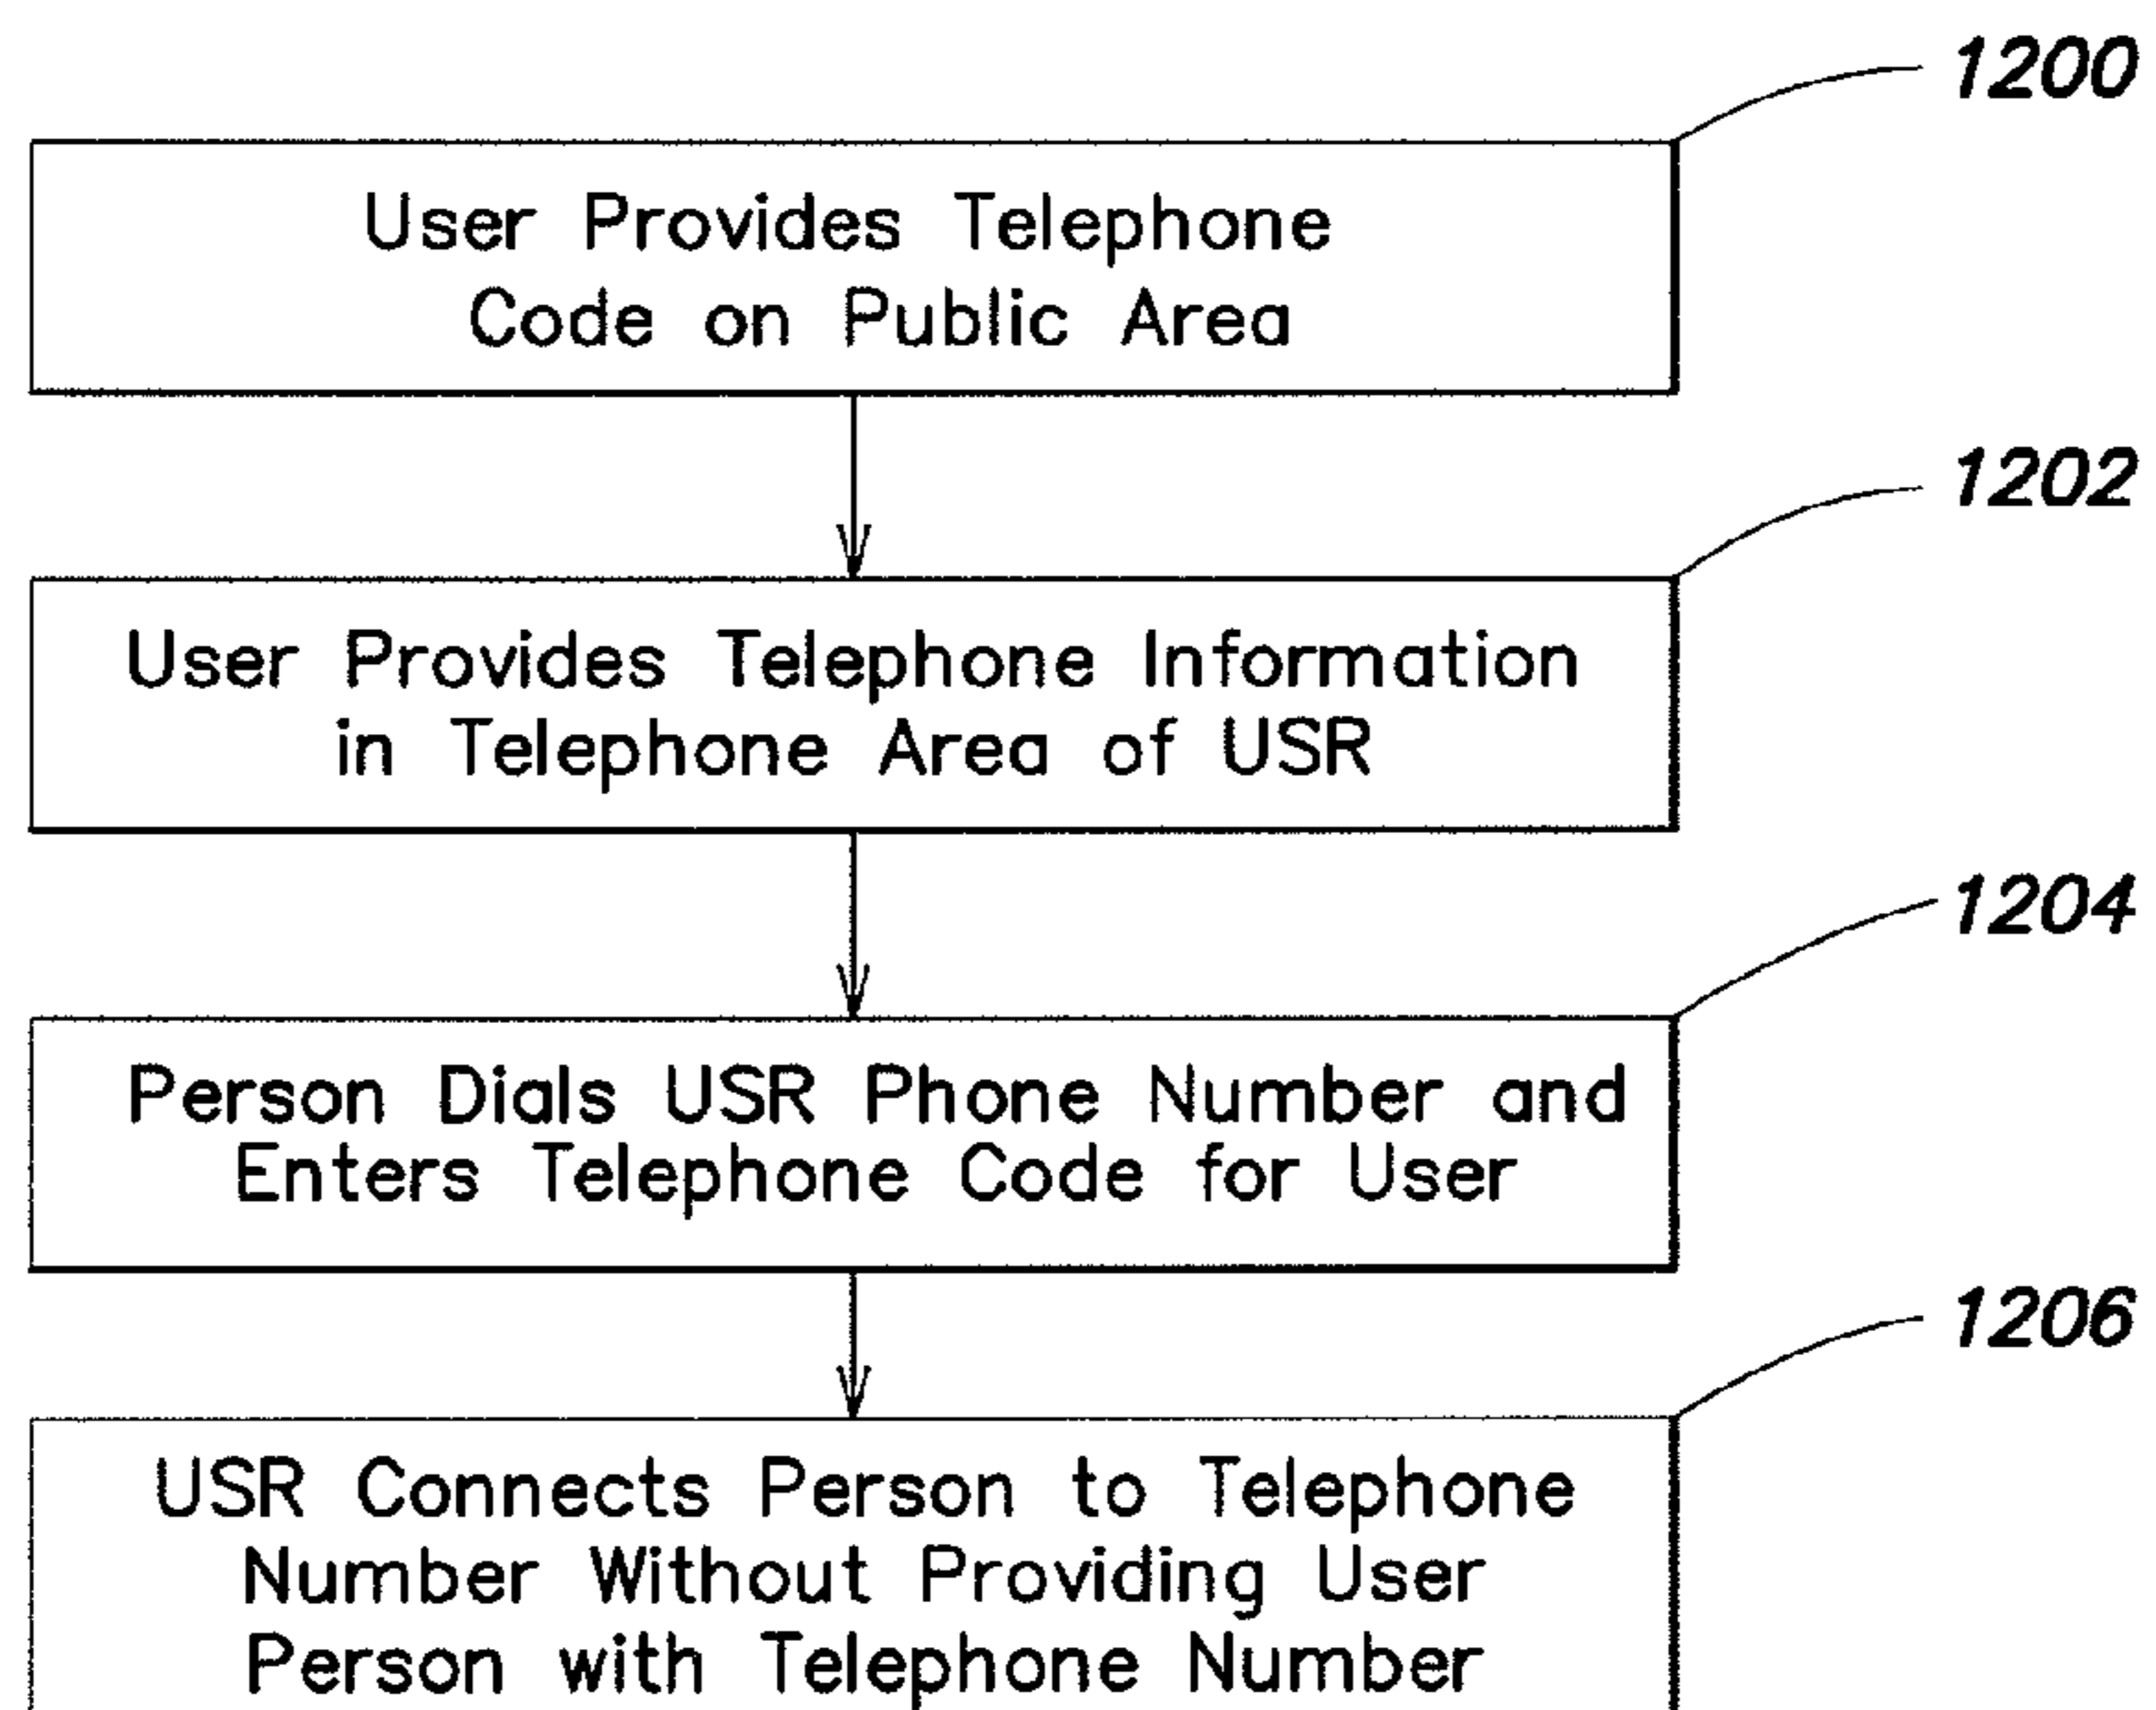 1200
User Provides Telephone
Code on Public Area
1202
User Provides Telephone Information
in Telephone Area of USR
1204
Person Dials USR Phone Number and
Enters Telephone Code for User
1206
USR Connects Person to Telephone
Number Without Providing User
Person with Telephone Number